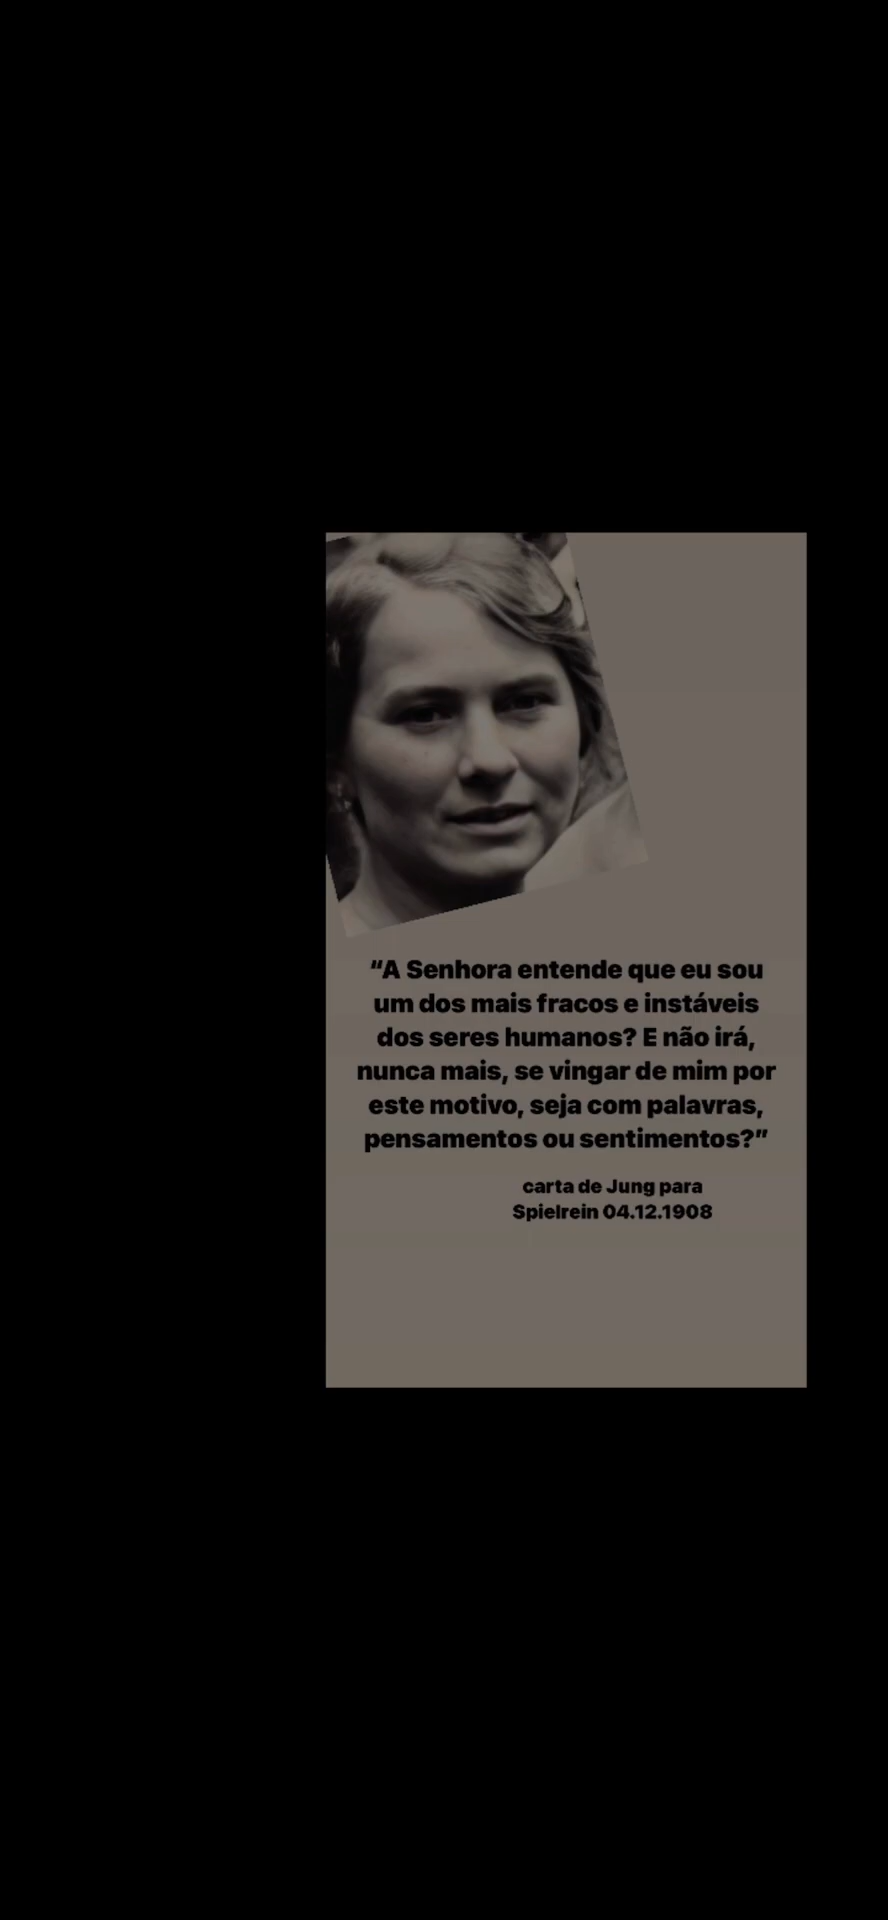 “A Senhora entende que eu sou
um dos mais fracos e instáveis
dos seres humanos? E não irá,
nunca mais, se vingar de mim por
este motivo, seja com palavras,
pensamentos ou sentimentos?”
carta de Jung para
Spielrein 04.12.1908